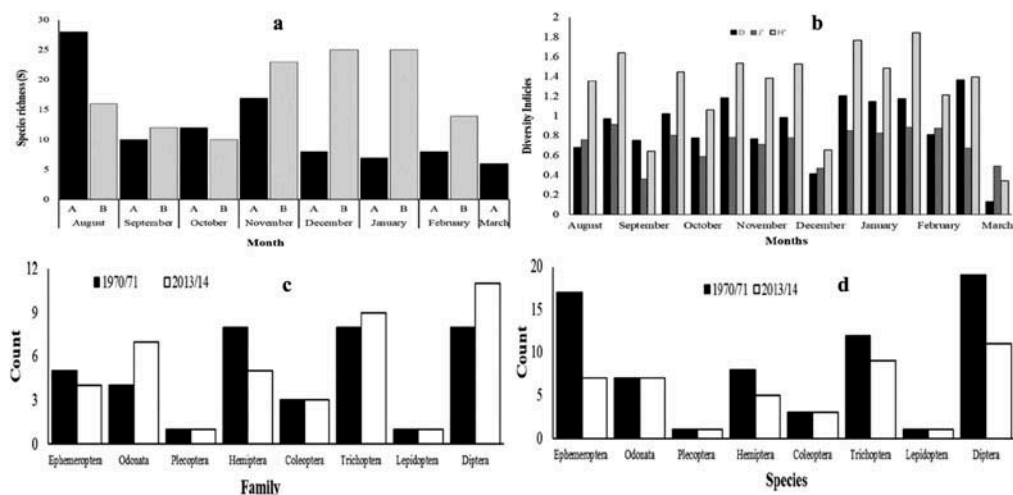 a
Species richness (S)
30
25
20
15
10
5
0
A B A B A B A B A B A B A B A
August September October November December January February March
Month
b
D J' H'
Diversity Indicies
2
1.8
1.6
1.4
1.2
1
0.8
0.6
0.4
0.2
0
August September October November December January February March
Months
c
1970/71 2013/14
Count
12
9
6
3
0
Ephemeroptera Odonata Plecoptera Hemiptera Coleoptera Trichoptera Lepidoptera Diptera
Family
d
1970/71 2013/14
Count
20
15
10
5
0
Ephemeroptera Odonata Plecoptera Hemiptera Coleoptera Trichoptera Lepidoptera Diptera
Species